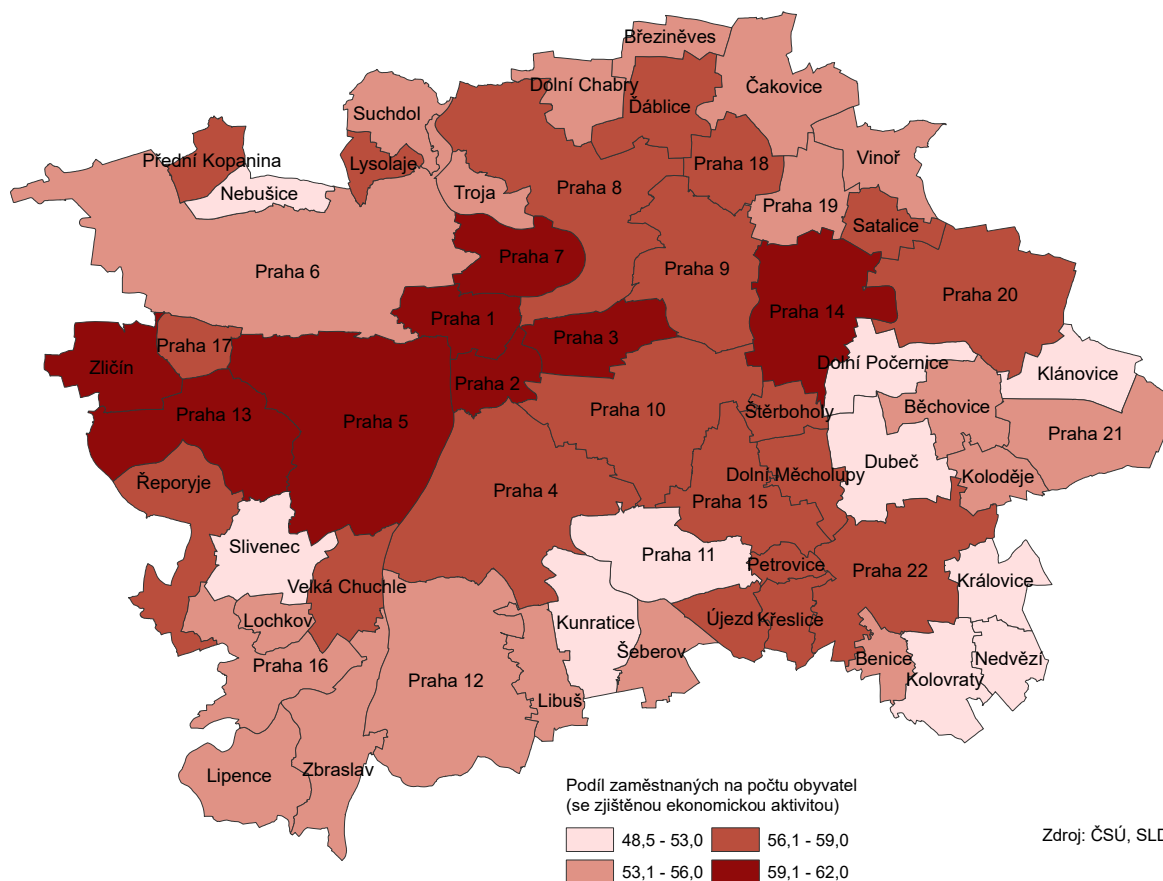 Březiněves
Dolní Chabry
Čakovice
Ďáblice
Suchdol
Přední Kopanina
Lysolaje
Praha 18
Vinoř
Nebušice
Troja
Praha 8
Praha 19
Satalice
Praha 7
Praha 6
Praha 9
Praha 20
Praha 1
Praha 14
Praha 3
Praha 17
Zličín
Dolní Počernice
Klánovice
Praha 2
Praha 13
Praha 5
Praha 10
Štěrboholy
Běchovice
Praha 21
Dubeč
Řeporyje
Praha 4
Dolní Měcholupy
Koloděje
Praha 15
Slivenec
Praha 11
Petrovice
Praha 22
Královice
Velká Chuchle
Lochkov
Kunratice
Újezd
Křeslice
Šeberov
Benice
Nedvězí
Kolovraty
Praha 16
Praha 12
Libuš
Lipence
Zbraslav
Podíl zaměstnaných na počtu obyvatel
(se zjištěnou ekonomickou aktivitou)
48,5 - 53,0
56,1 - 59,0
53,1 - 56,0
59,1 - 62,0
Zdroj: ČSÚ, SLD